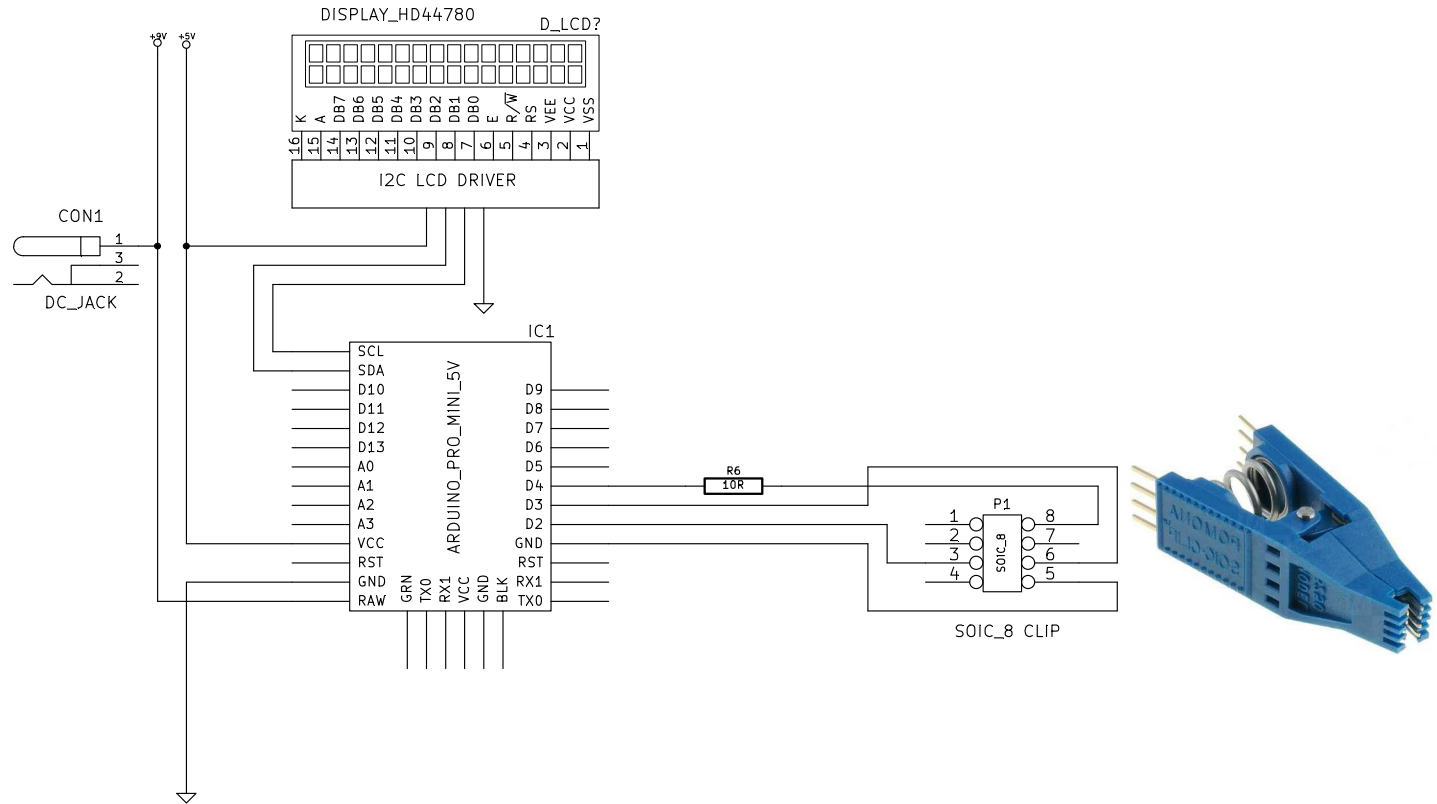 DISPLAY_HD44780
D_LCD?
+9V
+5V
K
A
DB7
DB6
DB5
DB4
DB3
DB2
DB1
DB0
E
R/W
RS
VEE
VCC
VSS
16
15
14
13
12
11
10
9
8
7
6
5
4
3
2
1
I2C LCD DRIVER
CON1
1
3
2
DC_JACK
IC1
ARDUINO_PRO_MINI_5V
SCL
SDA
D10
D11
D12
D13
A0
A1
A2
A3
VCC
RST
GND
RAW
D9
D8
D7
D6
D5
D4
D3
D2
GND
RST
RX1
TX0
GRN
TX0
RX1
VCC
GND
BLK
R6
10R
P1
SOIC_8
1
2
3
4
8
7
6
5
SOIC_8 CLIP
POMONA
SOIC-CLIP